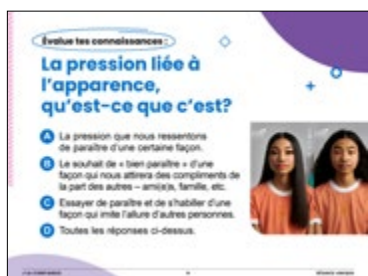 Évalue tes connaissances :
La pression liée à
l'apparence,
qu'est-ce que c'est?
A La pression que nous ressentons
de paraître d'une certaine façon.
B Le souhait de « bien paraître » d'une
façon qui nous attirera des compliments de
la part des autres – ami(e)s, famille, etc.
C Essayer de paraître et de s'habiller d'une
façon qui imite l'allure d'autres personnes.
D Toutes les réponses ci-dessus.